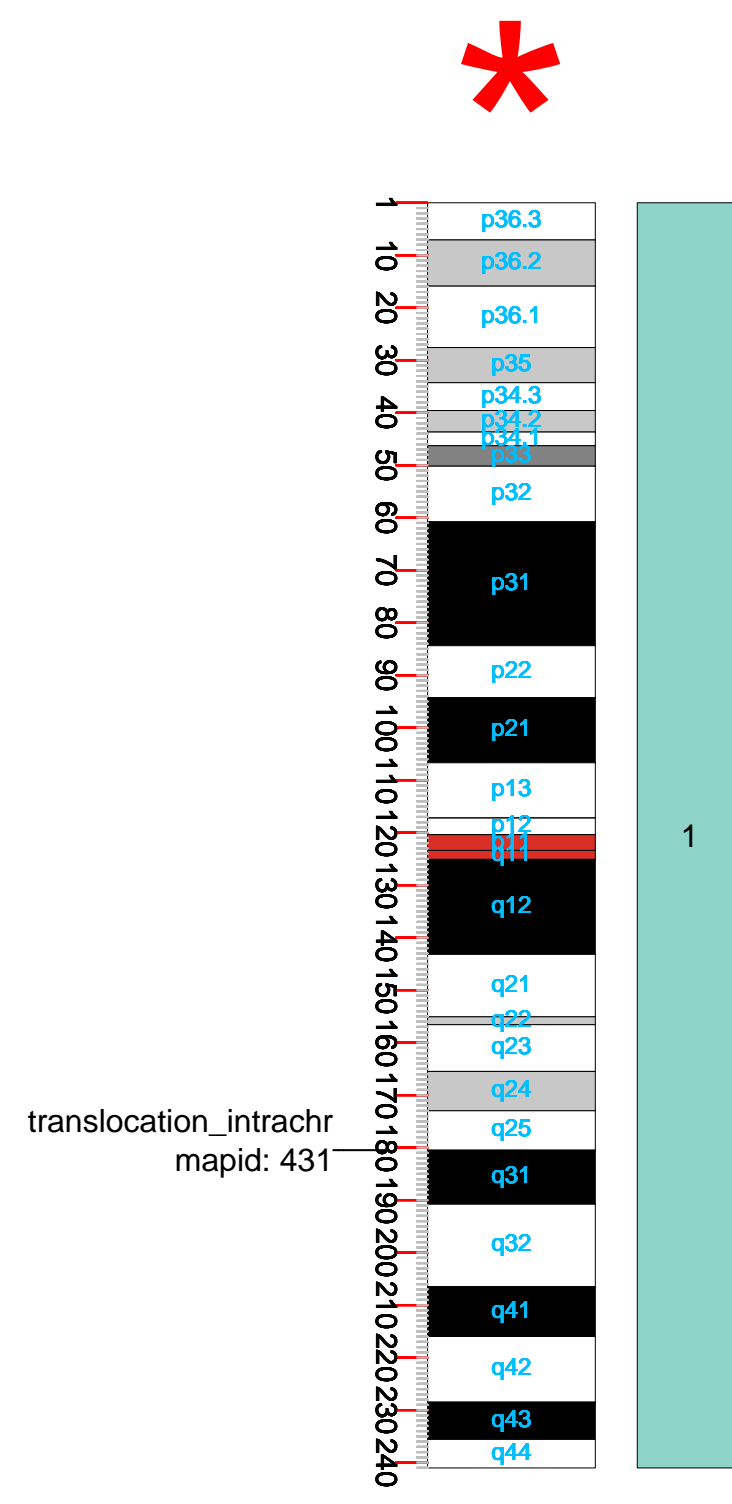 *
1
10
20
30
40
50
60
70
80
90
100
110
120
130
140
150
160
170
180
190
200
210
220
230
240
p36.3
p36.2
p36.1
p35
p34.3
p34.2
p34.1
p33
p32
p31
p22
p21
p13
p12
p11
q11
q12
q21
q22
q23
q24
q25
q31
q32
q41
q42
q43
q44
1
translocation_intrachr
mapid: 431